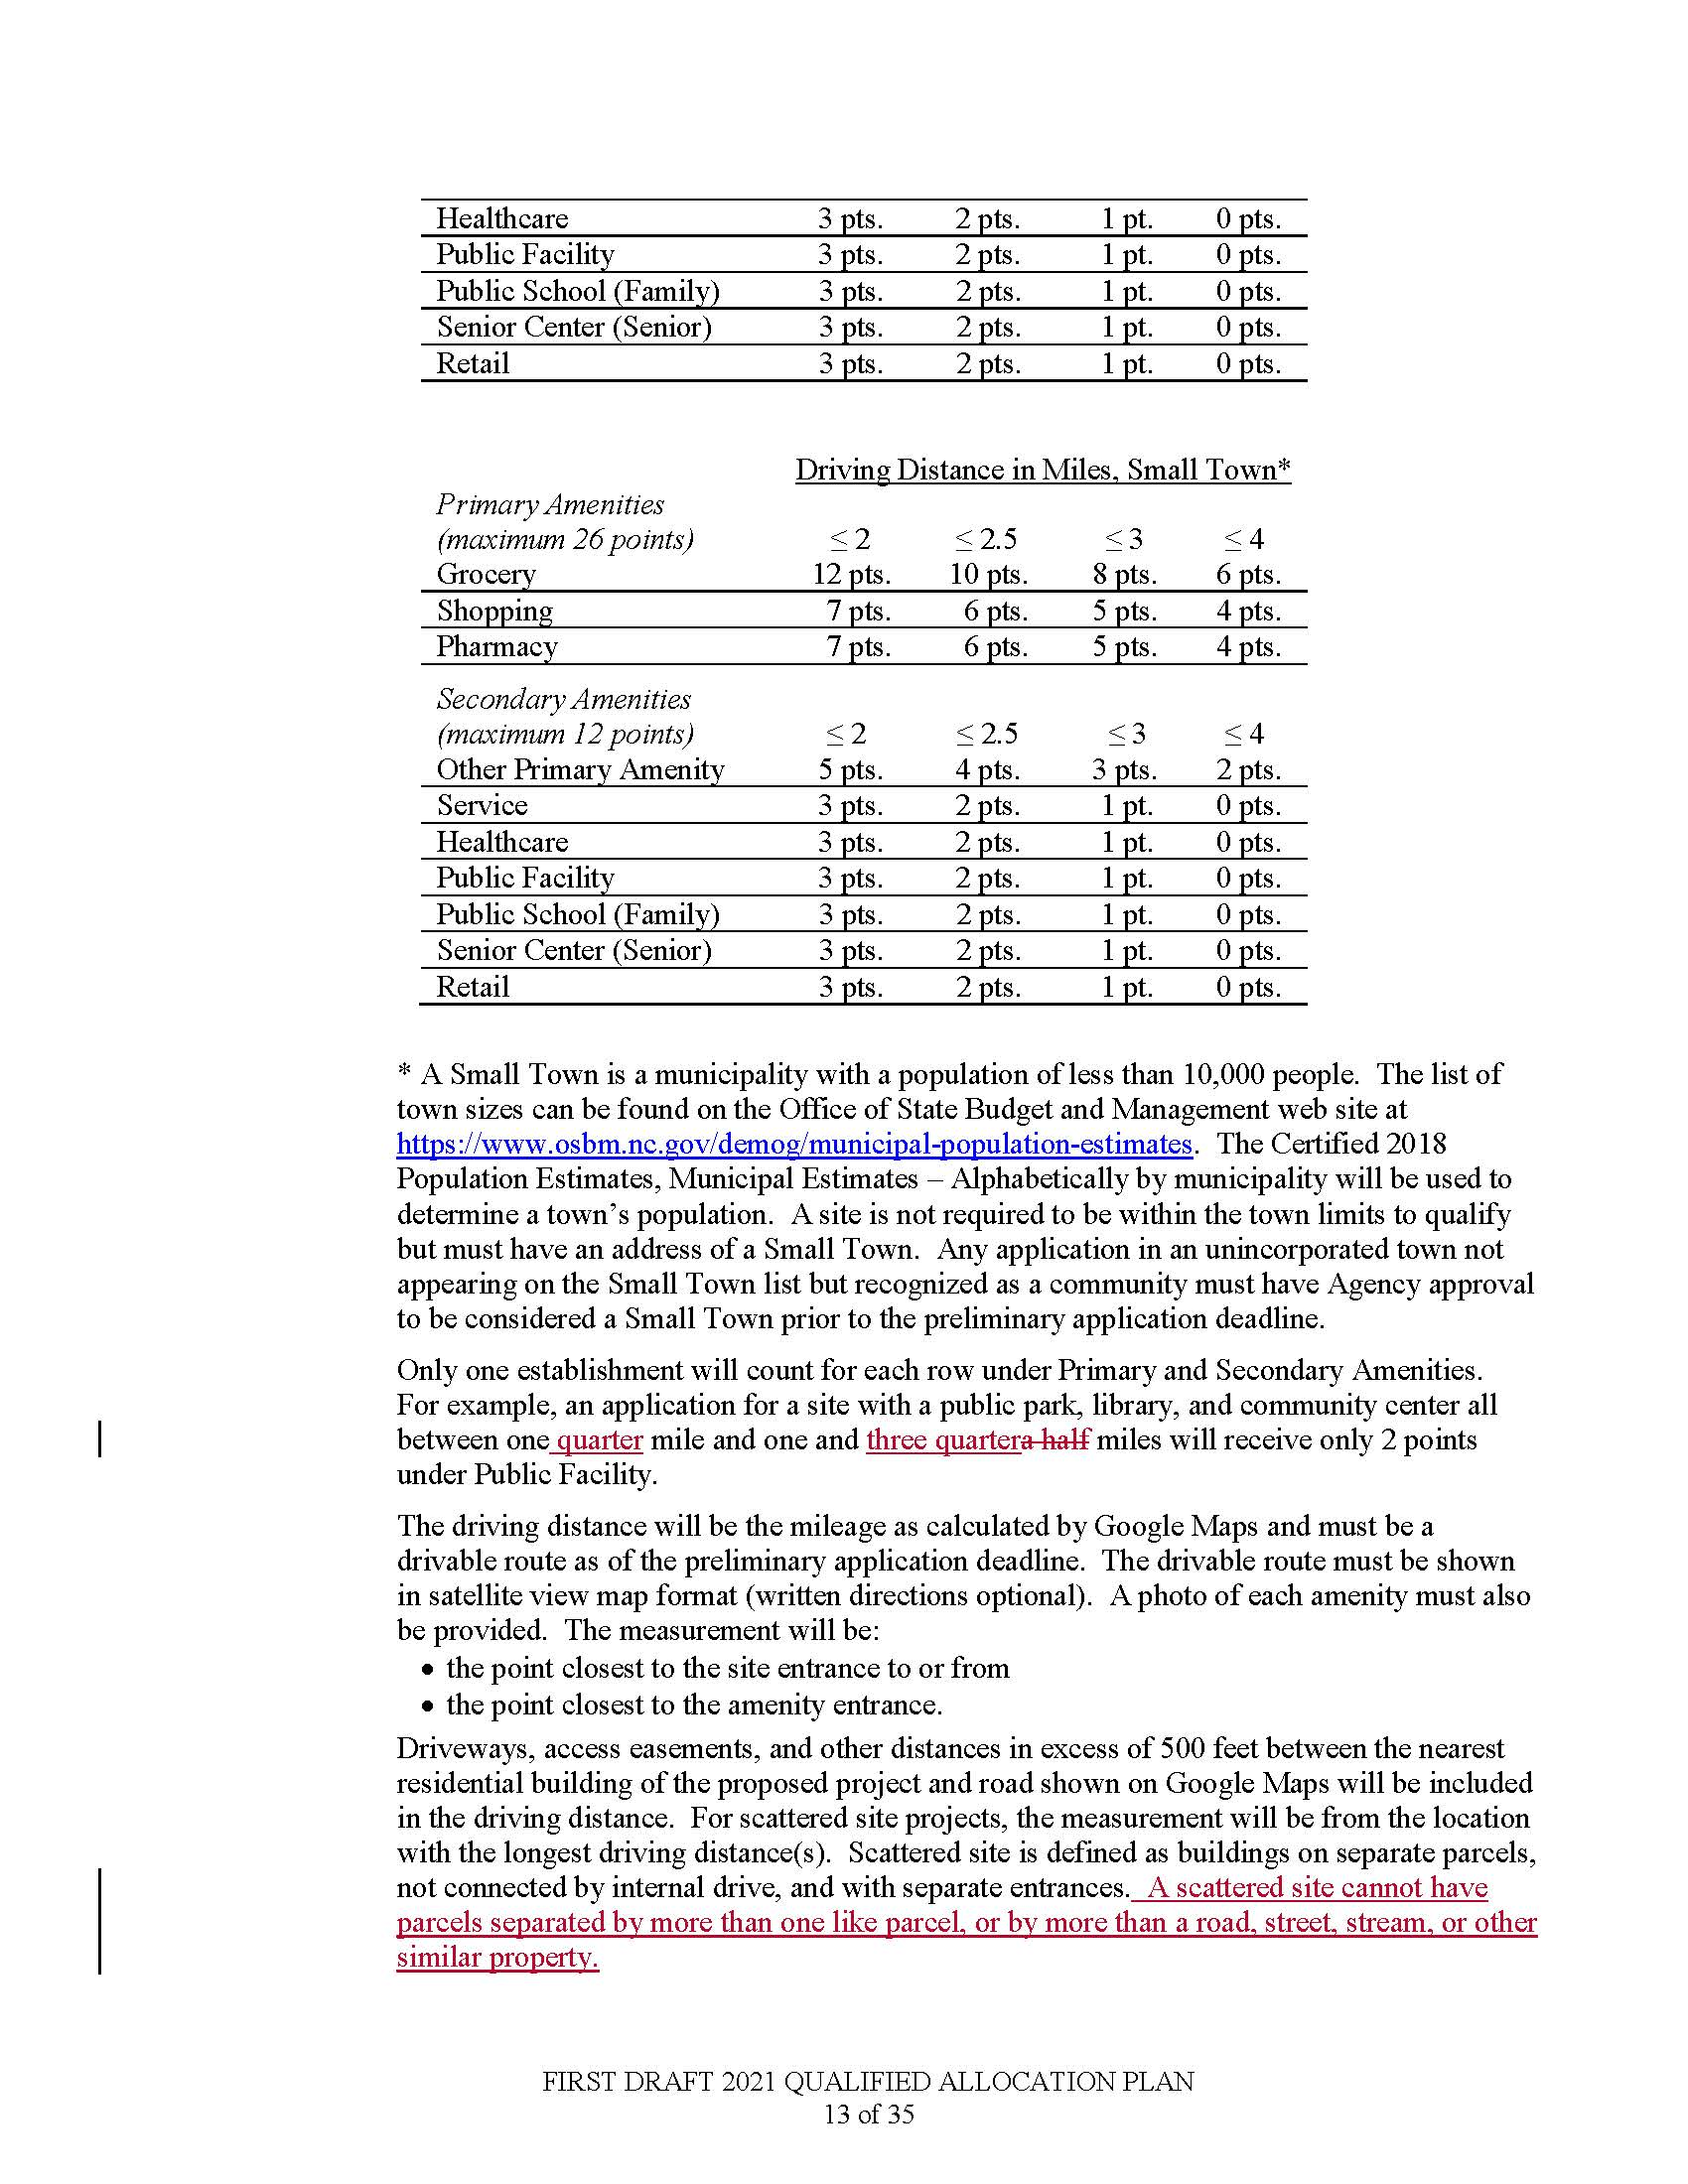 Healthcare 3 pts. 2 pts. 1 pt. 0 pts.
Public Facility 3 pts. 2 pts. 1 pt. 0 pts.
Public School (Family) 3 pts. 2 pts. 1 pt. 0 pts.
Senior Center (Senior) 3 pts. 2 pts. 1 pt. 0 pts.
Retail 3 pts. 2 pts. 1 pt. 0 pts.
Driving Distance in Miles, Small Town*
Primary Amenities
(maximum 26 points) ≤ 2 ≤ 2.5 ≤ 3 ≤ 4
Grocery 12 pts. 10 pts. 8 pts. 6 pts.
Shopping 7 pts. 6 pts. 5 pts. 4 pts.
Pharmacy 7 pts. 6 pts. 5 pts. 4 pts.
Secondary Amenities
(maximum 12 points) ≤ 2 ≤ 2.5 ≤ 3 ≤ 4
Other Primary Amenity 5 pts. 4 pts. 3 pts. 2 pts.
Service 3 pts. 2 pts. 1 pt. 0 pts.
Healthcare 3 pts. 2 pts. 1 pt. 0 pts.
Public Facility 3 pts. 2 pts. 1 pt. 0 pts.
Public School (Family) 3 pts. 2 pts. 1 pt. 0 pts.
Senior Center (Senior) 3 pts. 2 pts. 1 pt. 0 pts.
Retail 3 pts. 2 pts. 1 pt. 0 pts.
* A Small Town is a municipality with a population of less than 10,000 people. The list of
town sizes can be found on the Office of State Budget and Management web site at
https://www.osbm.nc.gov/demog/municipal-population-estimates. The Certified 2018
Population Estimates, Municipal Estimates – Alphabetically by municipality will be used to
determine a town’s population. A site is not required to be within the town limits to qualify
but must have an address of a Small Town. Any application in an unincorporated town not
appearing on the Small Town list but recognized as a community must have Agency approval
to be considered a Small Town prior to the preliminary application deadline.
Only one establishment will count for each row under Primary and Secondary Amenities.
For example, an application for a site with a public park, library, and community center all
between one quarter mile and one and three quartera half miles will receive only 2 points
under Public Facility.
The driving distance will be the mileage as calculated by Google Maps and must be a
drivable route as of the preliminary application deadline. The drivable route must be shown
in satellite view map format (written directions optional). A photo of each amenity must also
be provided. The measurement will be:
• the point closest to the site entrance to or from
• the point closest to the amenity entrance.
Driveways, access easements, and other distances in excess of 500 feet between the nearest
residential building of the proposed project and road shown on Google Maps will be included
in the driving distance. For scattered site projects, the measurement will be from the location
with the longest driving distance(s). Scattered site is defined as buildings on separate parcels,
not connected by internal drive, and with separate entrances. A scattered site cannot have
parcels separated by more than one like parcel, or by more than a road, street, stream, or other
similar property.
FIRST DRAFT 2021 QUALIFIED ALLOCATION PLAN
13 of 35